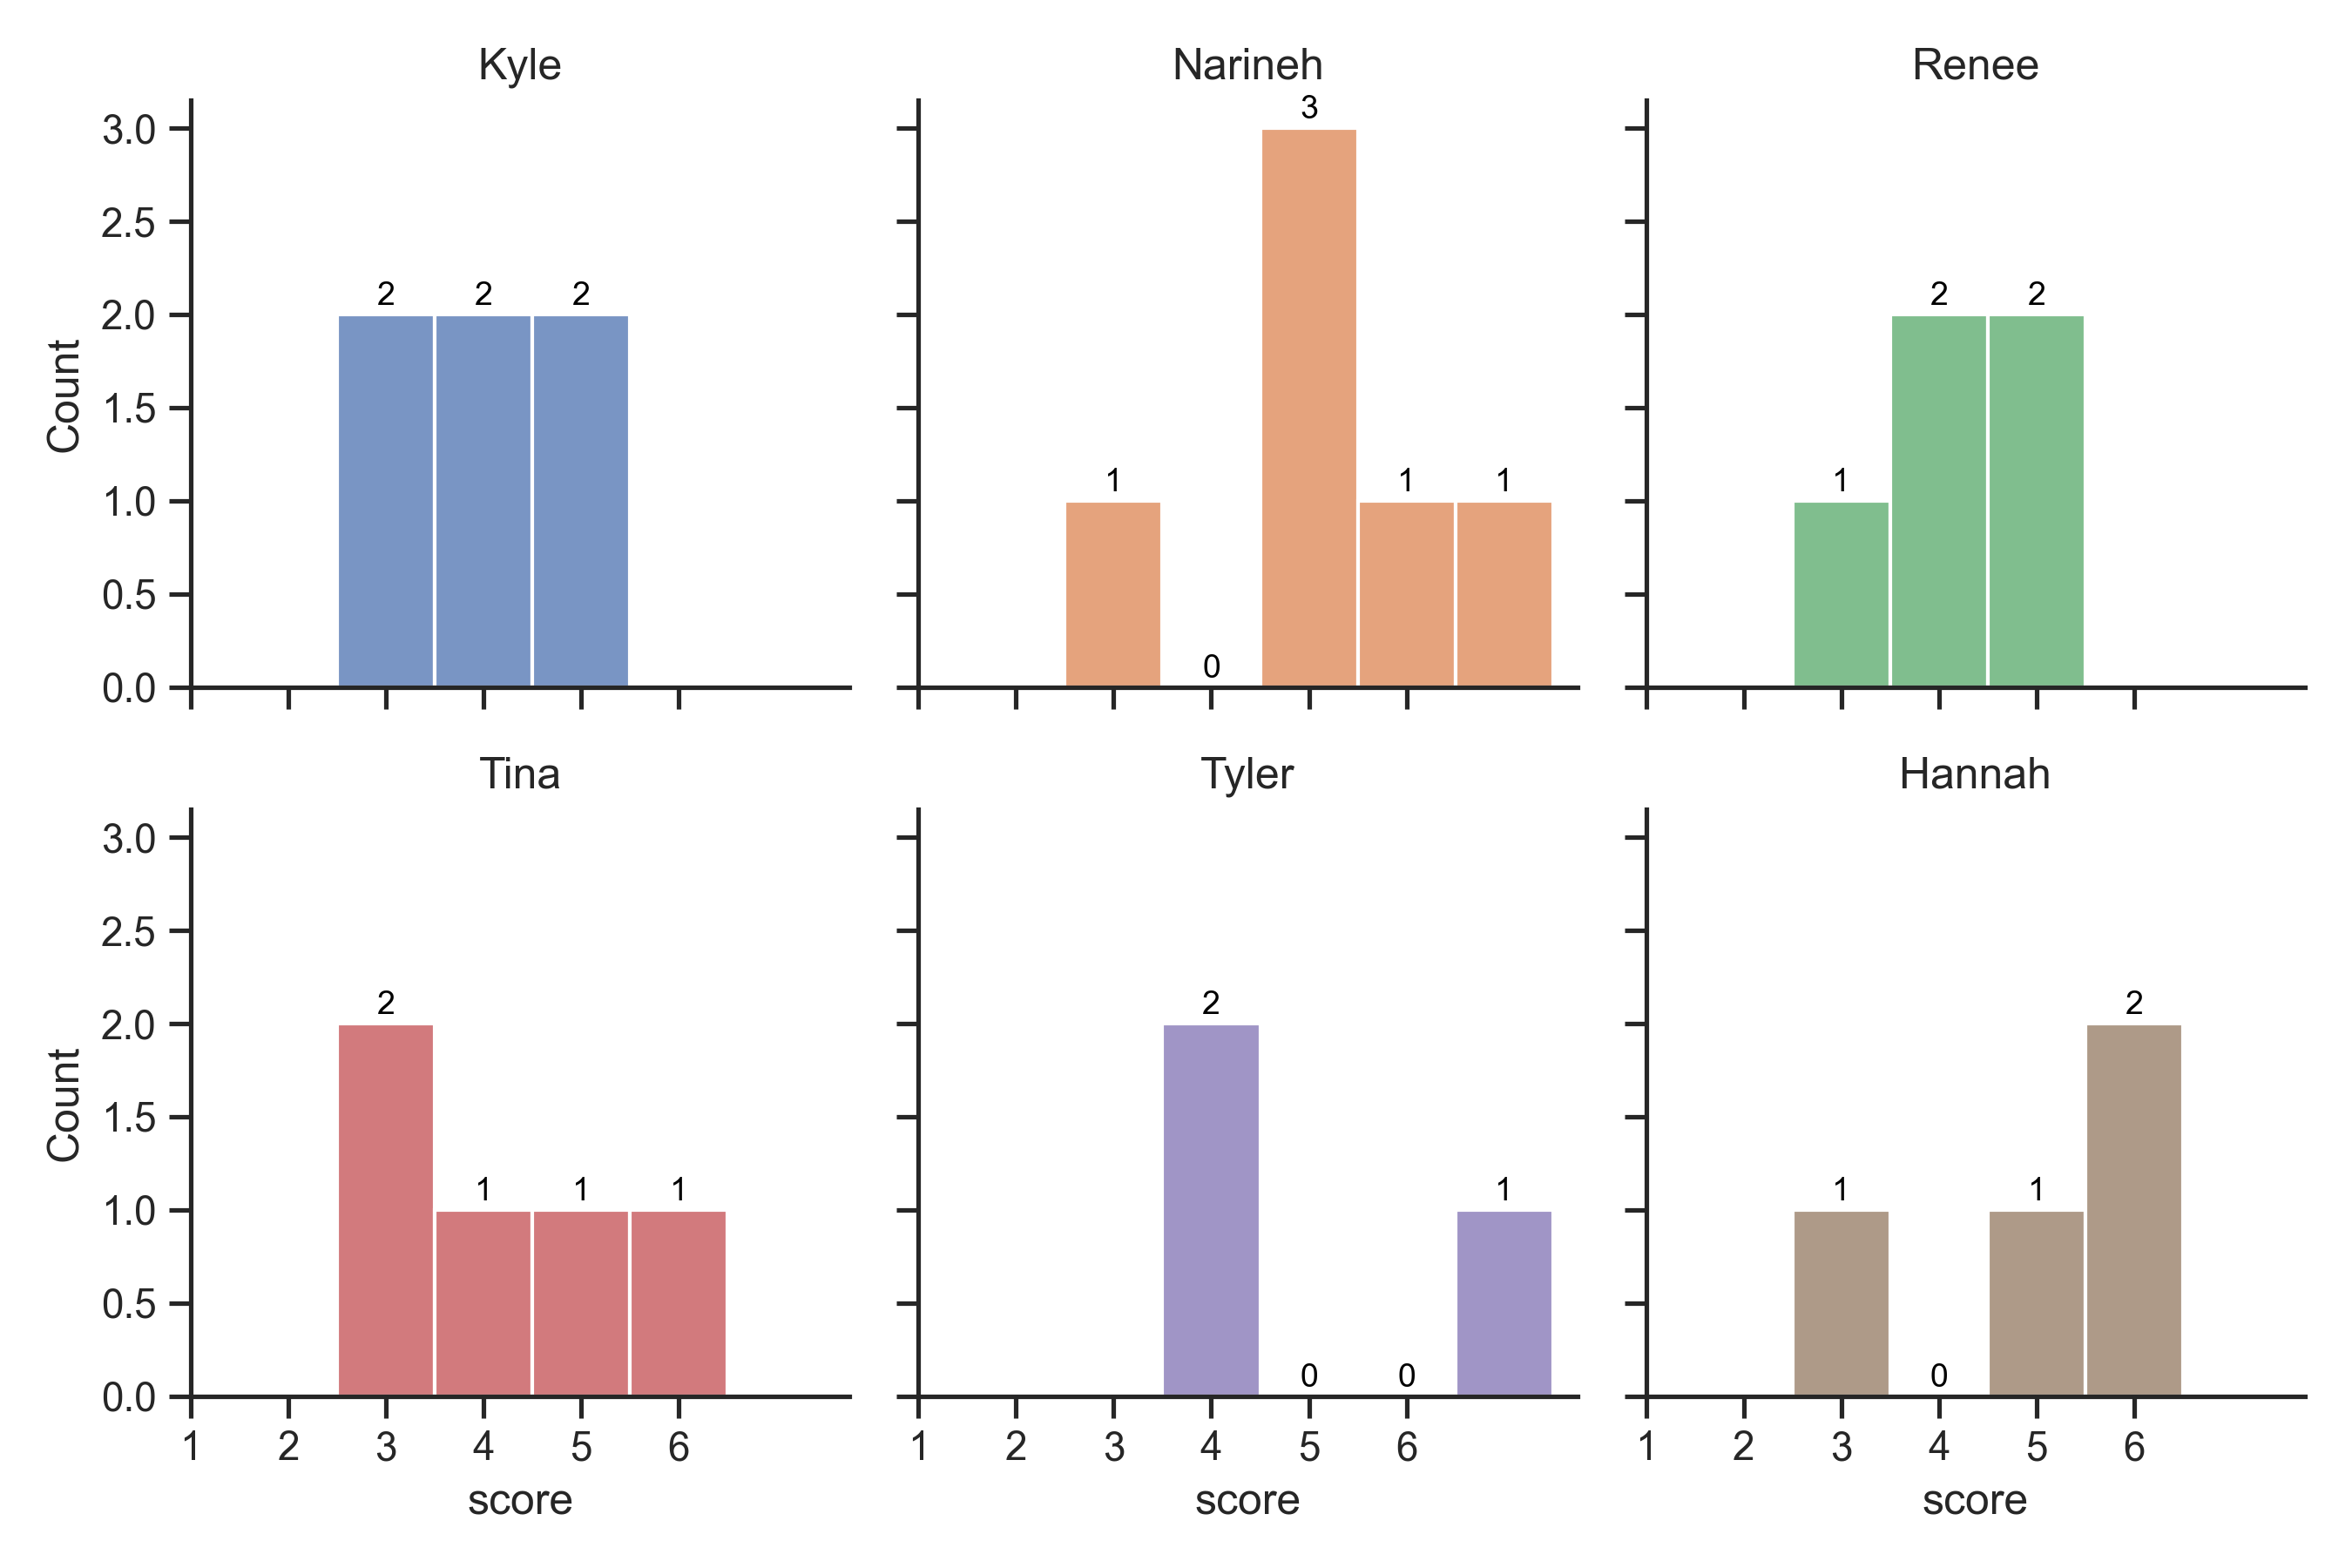 Kyle
Narineh
Renee
3.0
2.5
2.0
1.5
1.0
0.5
0.0
Count
2 2 2
1 0 3 1 1
1 2 2
Tina
Tyler
Hannah
3.0
2.5
2.0
1.5
1.0
0.5
0.0
Count
2 1 1 1
2 0 0 1
1 0 1 2
1 2 3 4 5 6
1 2 3 4 5 6
1 2 3 4 5 6
score
score
score